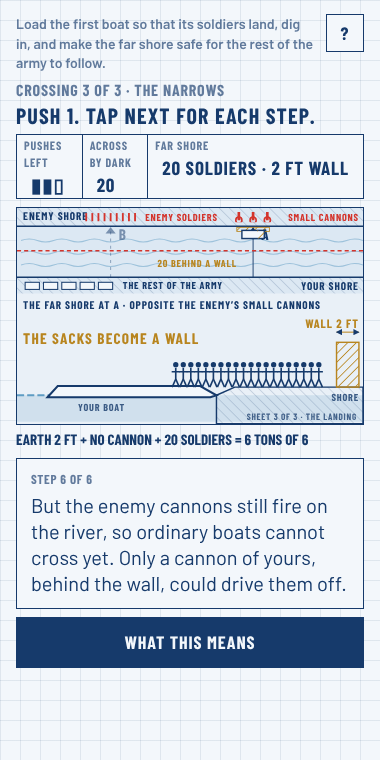 Load the first boat so that its soldiers land, dig
in, and make the far shore safe for the rest of the
army to follow.
?
CROSSING 3 OF 3 · THE NARROWS
PUSH 1. TAP NEXT FOR EACH STEP.
PUSHES LEFT
ACROSS BY DARK
20
FAR SHORE
20 SOLDIERS · 2 FT WALL
ENEMY SHORE
ENEMY SOLDIERS
SMALL CANNONS
B
A
20 BEHIND A WALL
THE REST OF THE ARMY
YOUR SHORE
THE FAR SHORE AT A · OPPOSITE THE ENEMY'S SMALL CANNONS
WALL 2 FT
THE SACKS BECOME A WALL
SHORE
YOUR BOAT
SHEET 3 OF 3 · THE LANDING
EARTH 2 FT + NO CANNON + 20 SOLDIERS = 6 TONS OF 6
STEP 6 OF 6
But the enemy cannons still fire on
the river, so ordinary boats cannot
cross yet. Only a cannon of yours,
behind the wall, could drive them off.
WHAT THIS MEANS